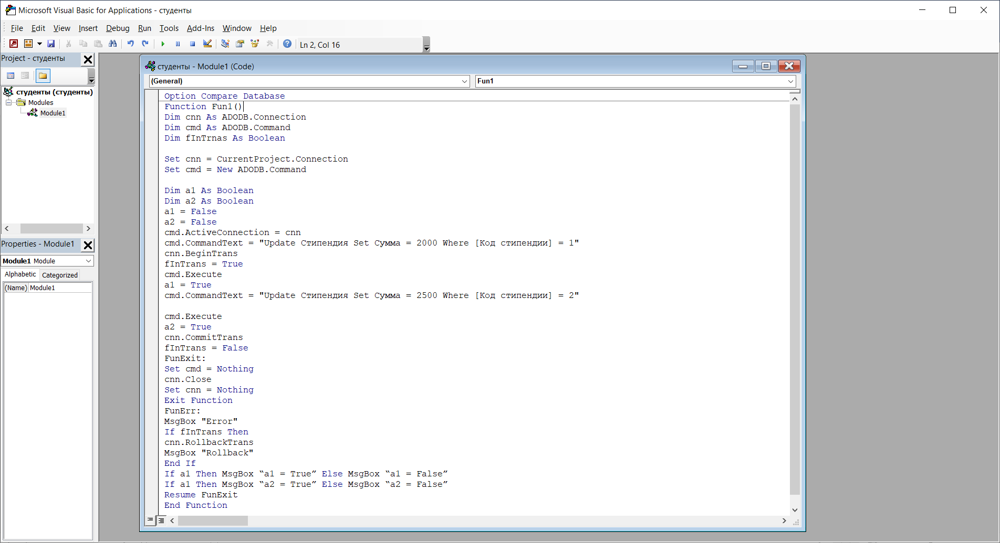 Microsoft Visual Basic for Applications - студенты
File Edit View Insert Debug Run Tools Add-Ins Window Help
Ln 2, Col 16
Project - студенты
студенты (студенты)
Modules
Module1
Properties - Module1
Module1 Module
Alphabetic Categorized
(Name) Module1
студенты - Module1 (Code)
(General) Fun1
Option Compare Database
Function Fun1()
Dim cnn As ADODB.Connection
Dim cmd As ADODB.Command
Dim fInTrnas As Boolean
Set cnn = CurrentProject.Connection
Set cmd = New ADODB.Command
Dim a1 As Boolean
Dim a2 As Boolean
a1 = False
a2 = False
cmd.ActiveConnection = cnn
cmd.CommandText = "Update Стипендия Set Сумма = 2000 Where [Код стипендии] = 1"
cnn.BeginTrans
fInTrans = True
cmd.Execute
a1 = True
cmd.CommandText = "Update Стипендия Set Сумма = 2500 Where [Код стипендии] = 2"
cmd.Execute
a2 = True
cnn.CommitTrans
fInTrans = False
FunExit:
Set cmd = Nothing
cnn.Close
Set cnn = Nothing
Exit Function
FunErr:
MsgBox "Error"
If fInTrans Then
cnn.RollbackTrans
MsgBox "Rollback"
End If
If a1 Then MsgBox “a1 = True” Else MsgBox “a1 = False”
If a1 Then MsgBox “a2 = True” Else MsgBox “a2 = False”
Resume FunExit
End Function